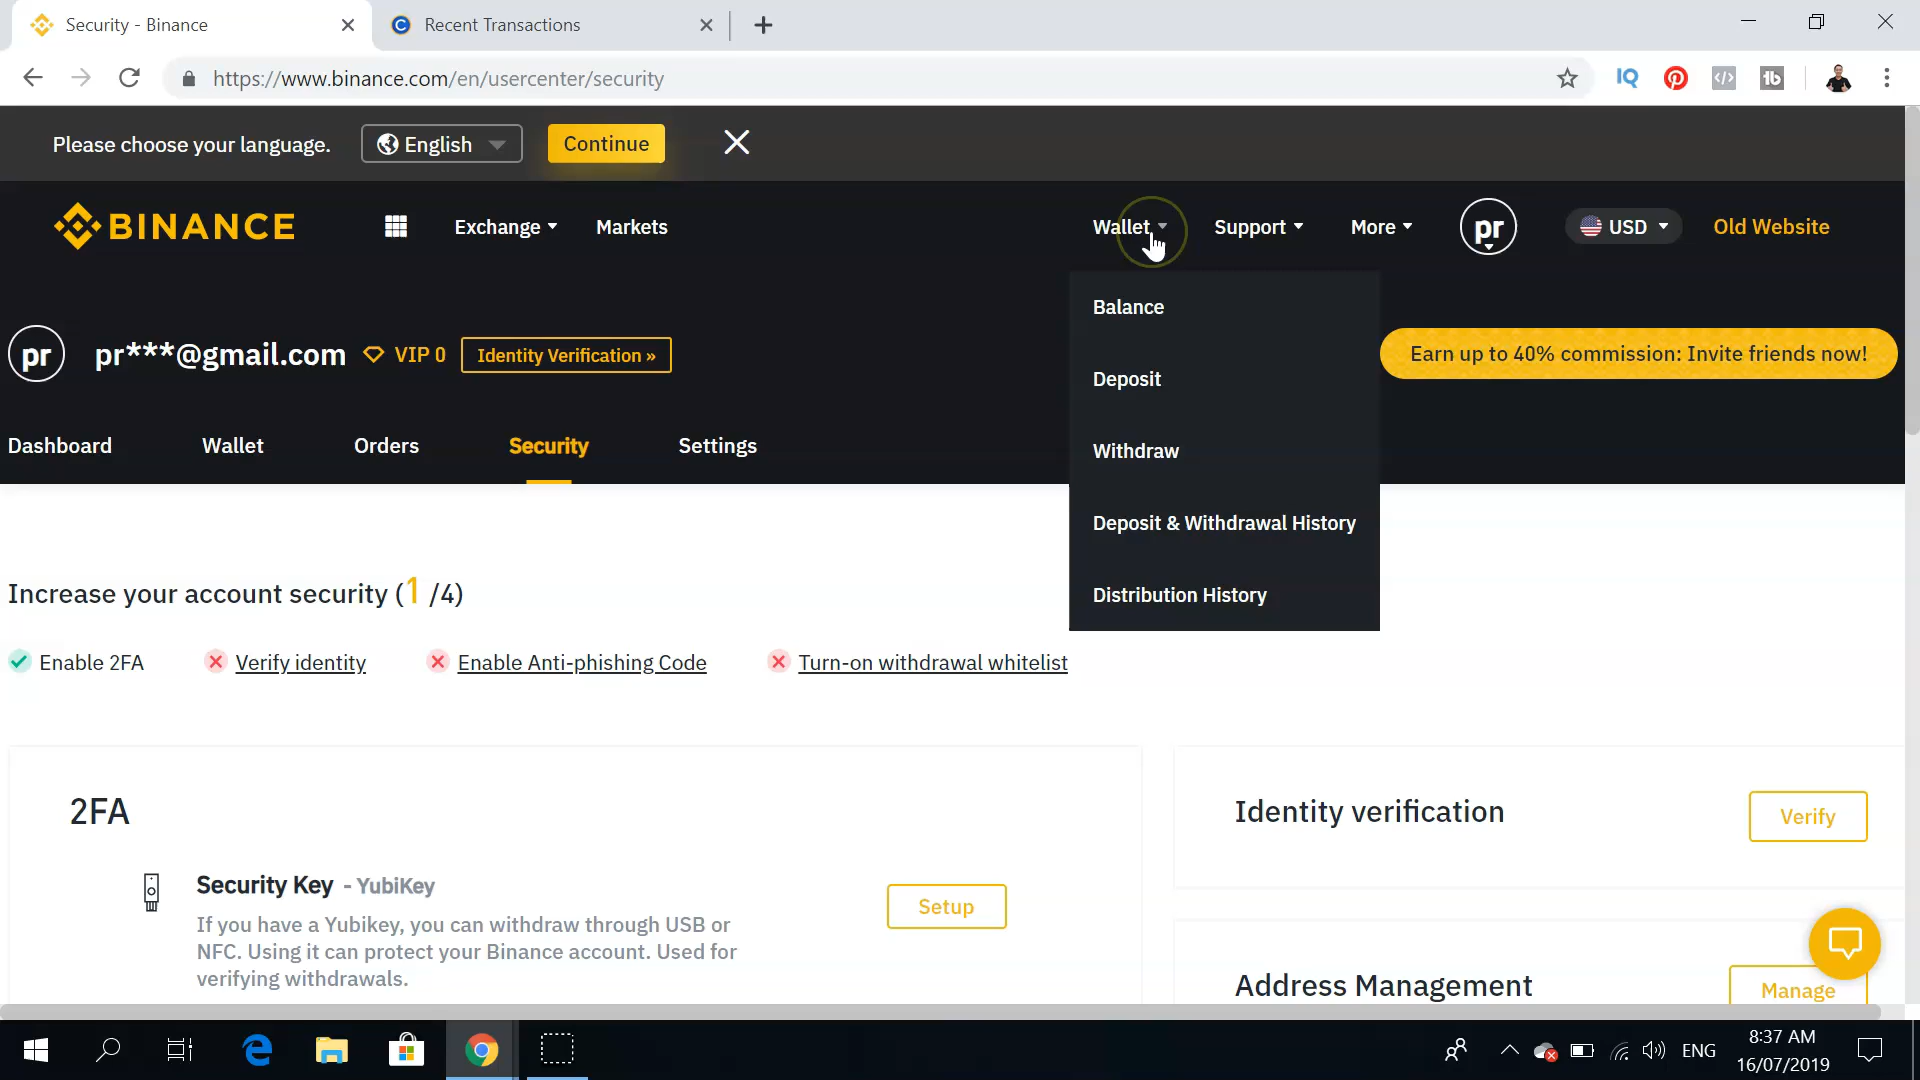 Security - Binance
Recent Transactions
https://www.binance.com/en/usercenter/security
IQ
</>
tb
Please choose your language.
English
Continue
BINANCE
Exchange
Markets
Wallet
Support
More
pr
USD
Old Website
Balance
Deposit
Withdraw
Deposit & Withdrawal History
Distribution History
pr
pr***@gmail.com
VIP 0
Identity Verification »
Earn up to 40% commission: Invite friends now!
Dashboard
Wallet
Orders
Security
Settings
Increase your account security (1 /4)
Enable 2FA
Verify identity
Enable Anti-phishing Code
Turn-on withdrawal whitelist
2FA
Security Key - YubiKey
If you have a Yubikey, you can withdraw through USB or
NFC. Using it can protect your Binance account. Used for
verifying withdrawals.
Setup
Identity verification
Verify
Address Management
Manage
ENG
8:37 AM
16/07/2019